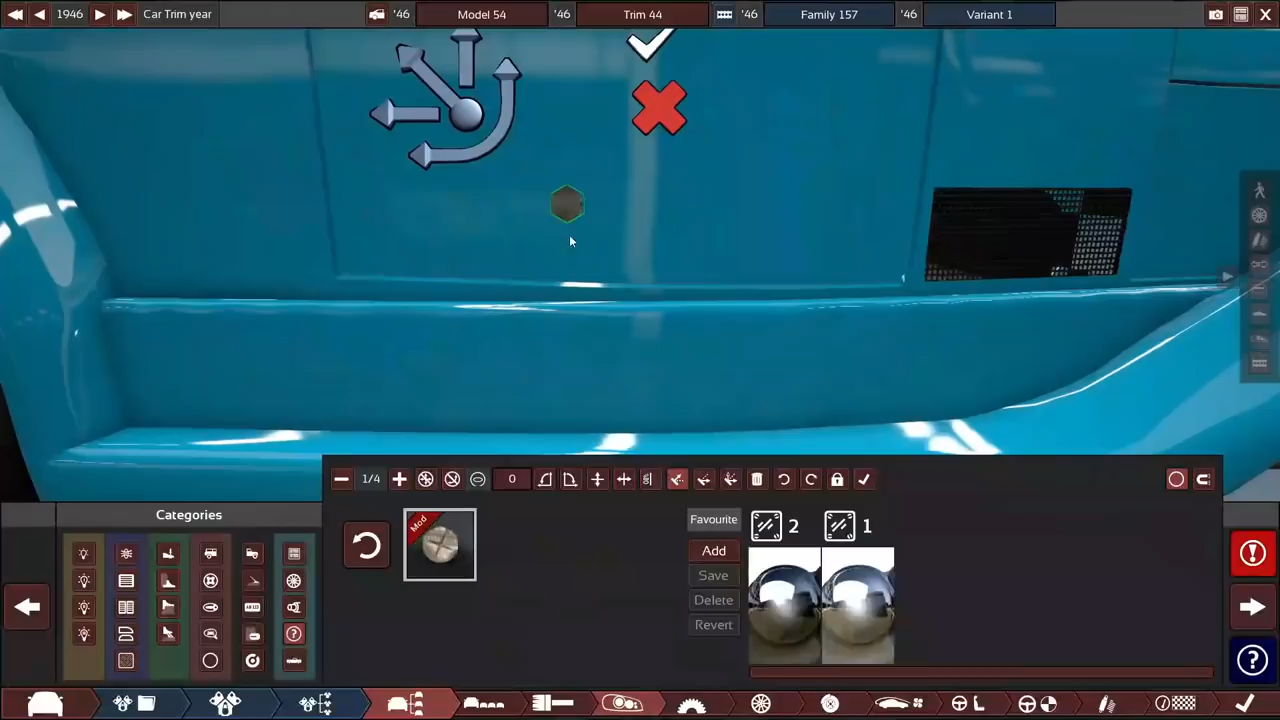 1946 Car Trim year '46 Model 54 '46 Trim 44 '46 Family 157 '46 Variant 1
1/4 0
Categories
Mod
Favourite 2 1
Add
Save
Delete
Revert